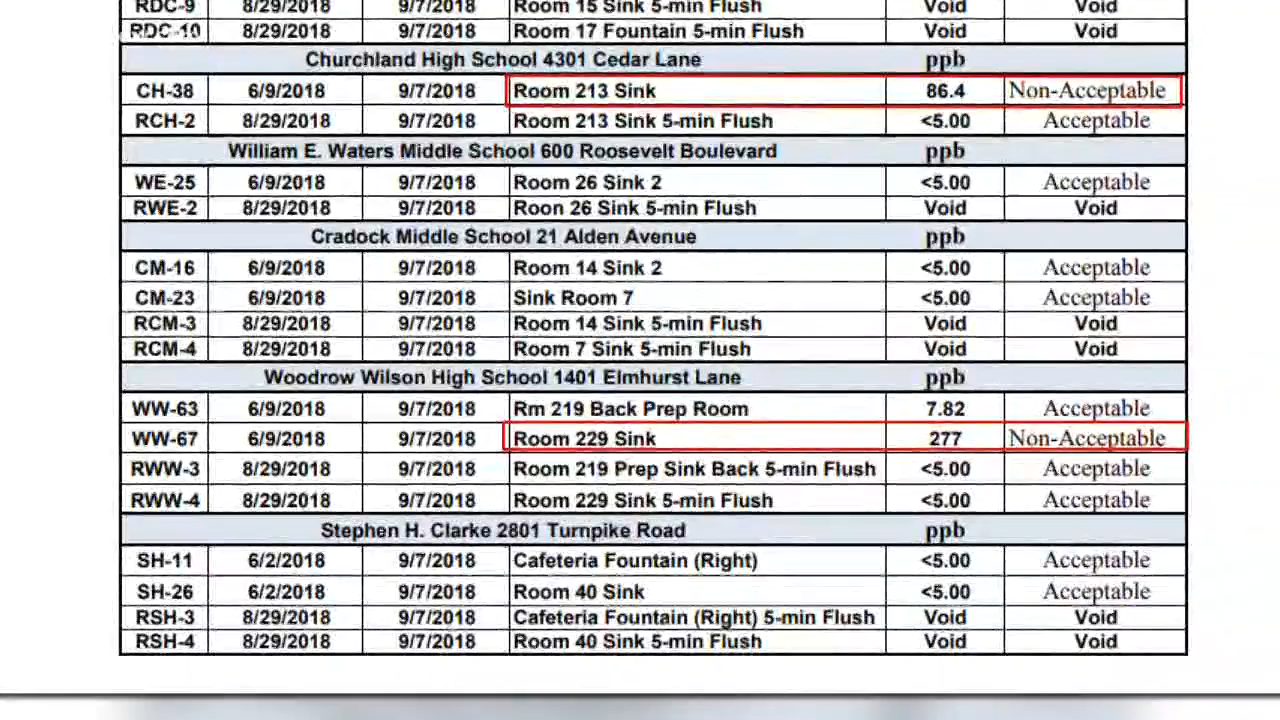 RDC-9 8/29/2018 9/7/2018 Room 15 Sink 5-min Flush Void Void
RDC-10 8/29/2018 9/7/2018 Room 17 Fountain 5-min Flush Void Void
Churchland High School 4301 Cedar Lane ppb
CH-38 6/9/2018 9/7/2018 Room 213 Sink 86.4 Non-Acceptable
RCH-2 8/29/2018 9/7/2018 Room 213 Sink 5-min Flush <5.00 Acceptable
William E. Waters Middle School 600 Roosevelt Boulevard ppb
WE-25 6/9/2018 9/7/2018 Room 26 Sink 2 <5.00 Acceptable
RWE-2 8/29/2018 9/7/2018 Roon 26 Sink 5-min Flush Void Void
Cradock Middle School 21 Alden Avenue ppb
CM-16 6/9/2018 9/7/2018 Room 14 Sink 2 <5.00 Acceptable
CM-23 6/9/2018 9/7/2018 Sink Room 7 <5.00 Acceptable
RCM-3 8/29/2018 9/7/2018 Room 14 Sink 5-min Flush Void Void
RCM-4 8/29/2018 9/7/2018 Room 7 Sink 5-min Flush Void Void
Woodrow Wilson High School 1401 Elmhurst Lane ppb
WW-63 6/9/2018 9/7/2018 Rm 219 Back Prep Room 7.82 Acceptable
WW-67 6/9/2018 9/7/2018 Room 229 Sink 277 Non-Acceptable
RWW-3 8/29/2018 9/7/2018 Room 219 Prep Sink Back 5-min Flush <5.00 Acceptable
RWW-4 8/29/2018 9/7/2018 Room 229 Sink 5-min Flush <5.00 Acceptable
Stephen H. Clarke 2801 Turnpike Road ppb
SH-11 6/2/2018 9/7/2018 Cafeteria Fountain (Right) <5.00 Acceptable
SH-26 6/2/2018 9/7/2018 Room 40 Sink <5.00 Acceptable
RSH-3 8/29/2018 9/7/2018 Cafeteria Fountain (Right) 5-min Flush Void Void
RSH-4 8/29/2018 9/7/2018 Room 40 Sink 5-min Flush Void Void